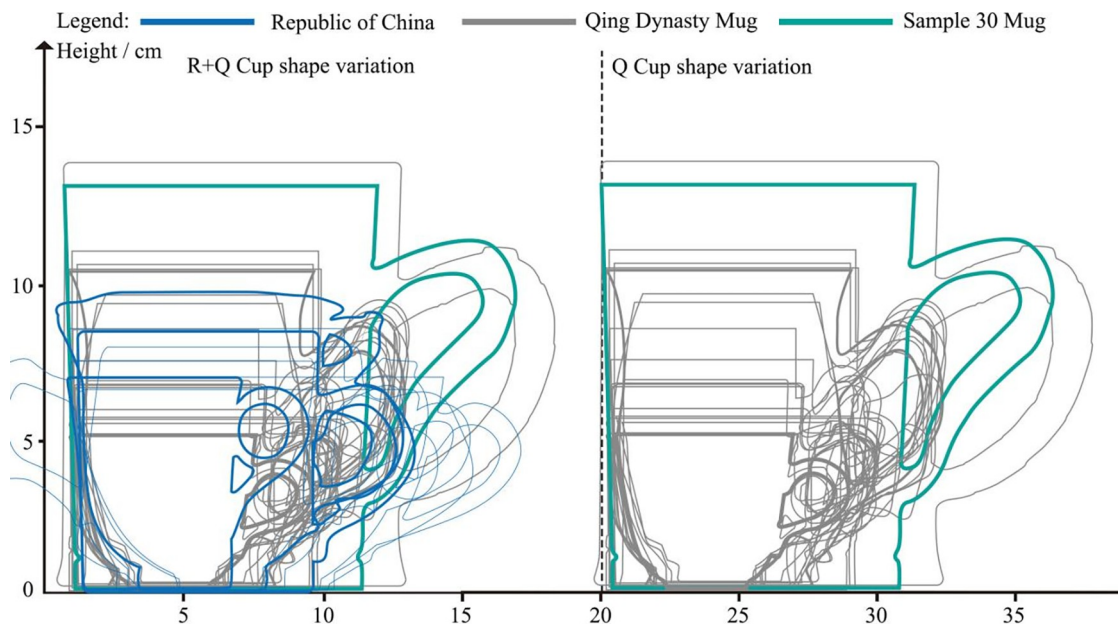 Legend: Republic of China Qing Dynasty Mug Sample 30 Mug
Height / cm
R+Q Cup shape variation Q Cup shape variation
15
10
5
0
5 10 15 20 25 30 35